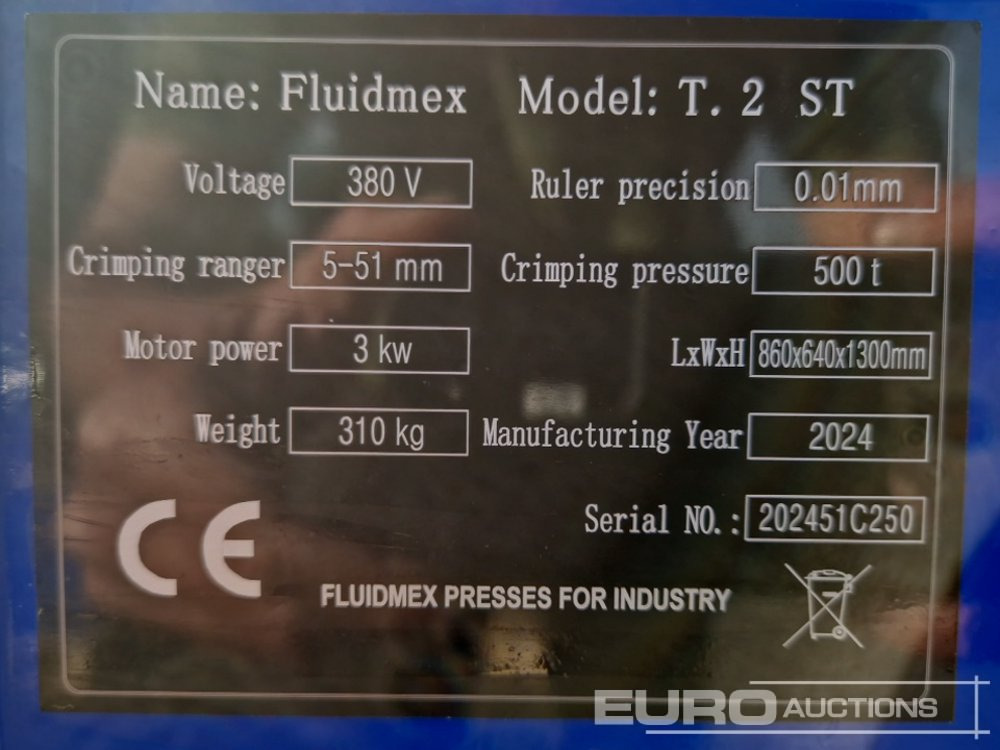 Name: Fluidmex Model: T. 2 ST
Voltage 380 V Ruler precision 0.01mm
Crimping ranger 5-51 mm Crimping pressure 500 t
Motor power 3 kw LxWxH 860x640x1300mm
Weight 310 kg Manufacturing Year 2024
Serial NO.: 202451C250
CE
FLUIDMEX PRESSES FOR INDUSTRY
EURO AUCTIONS